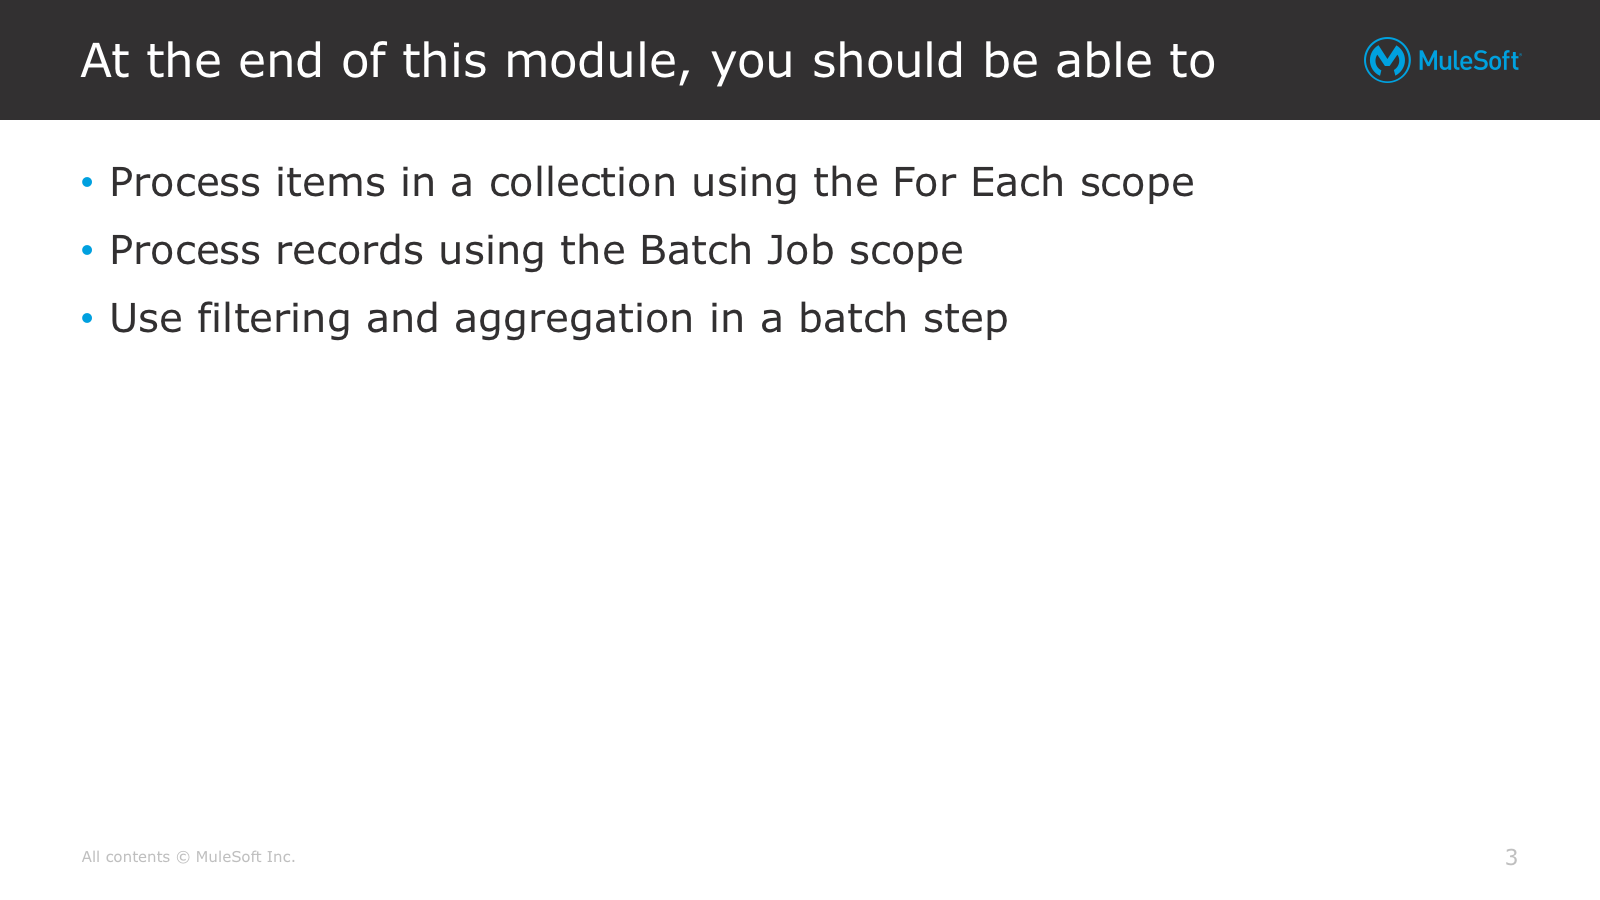 At the end of this module, you should be able to
MuleSoft
• Process items in a collection using the For Each scope
• Process records using the Batch Job scope
• Use filtering and aggregation in a batch step
All contents © MuleSoft Inc.
3